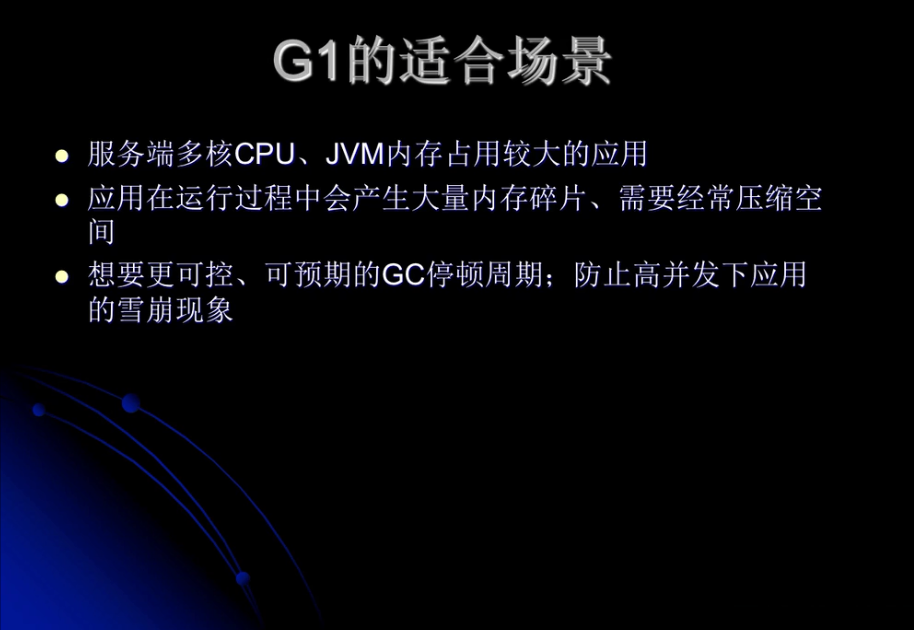 G1的适合场景
服务端多核CPU、JVM内存占用较大的应用
应用在运行过程中会产生大量内存碎片、需要经常压缩空
间
想要更可控、可预期的GC停顿周期；防止高并发下应用
的雪崩现象